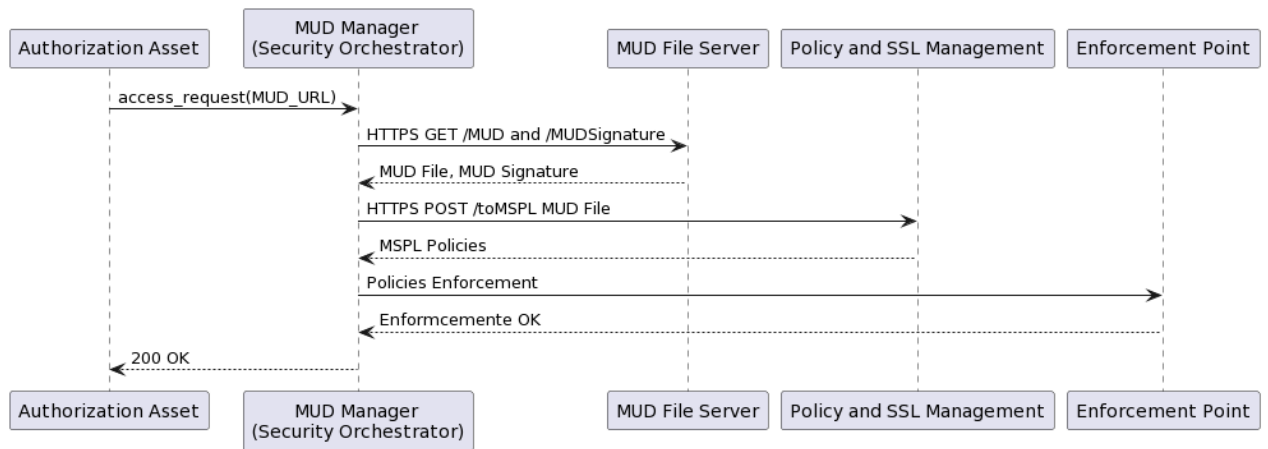 Authorization Asset
MUD Manager
(Security Orchestrator)
MUD File Server
Policy and SSL Management
Enforcement Point
access_request(MUD_URL)
HTTPS GET /MUD and /MUDSignature
MUD File, MUD Signature
HTTPS POST /toMSPL MUD File
MSPL Policies
Policies Enforcement
Enformcemente OK
200 OK
Authorization Asset
MUD Manager
(Security Orchestrator)
MUD File Server
Policy and SSL Management
Enforcement Point